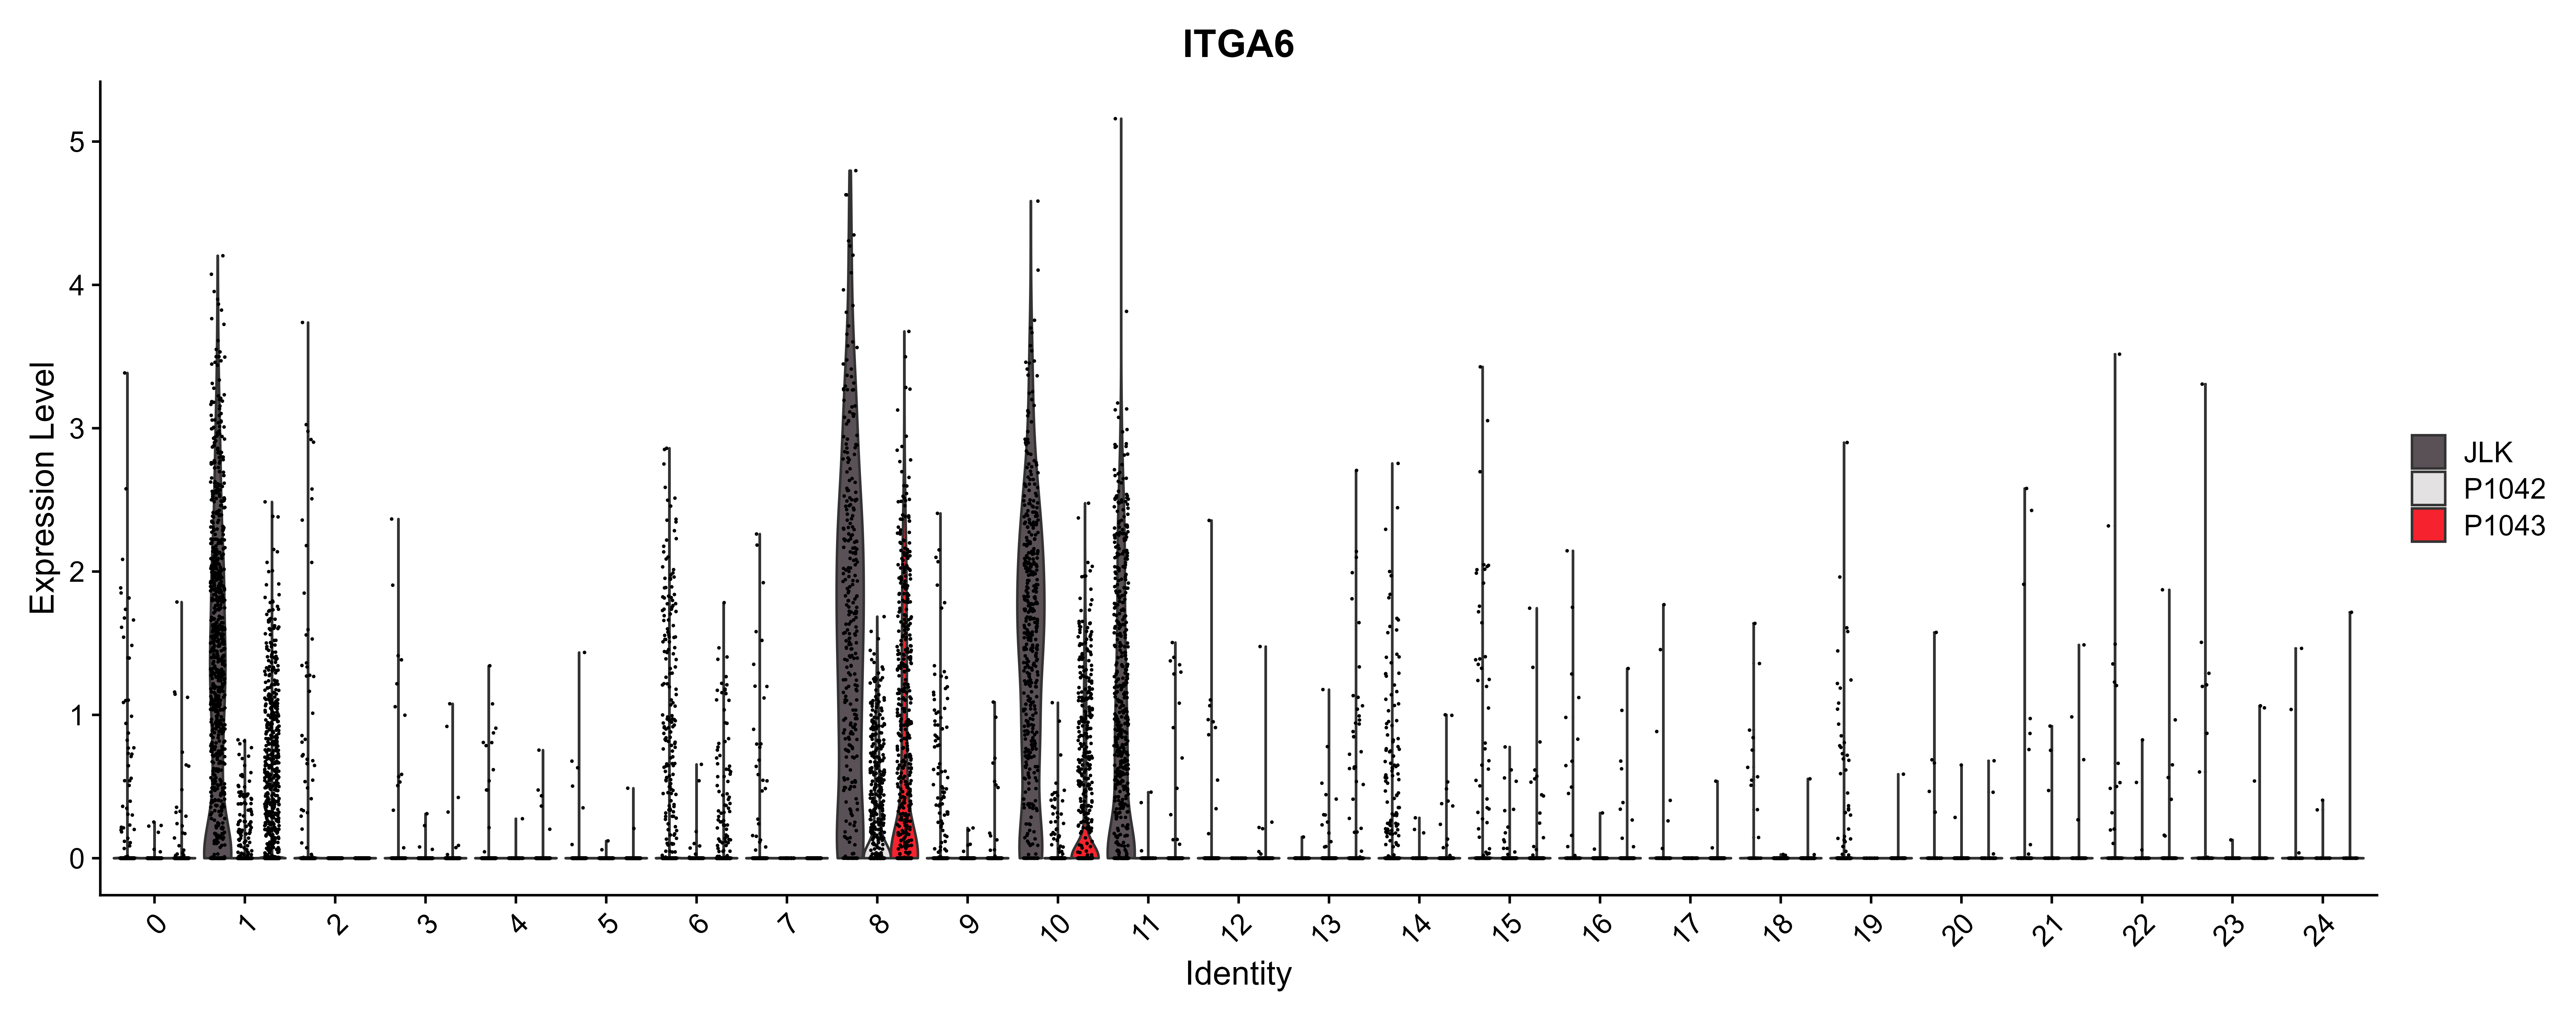 ITGA6
Expression Level
5
4
3
2
1
0
0 1 2 3 4 5 6 7 8 9 10 11 12 13 14 15 16 17 18 19 20 21 22 23 24
Identity
JLK
P1042
P1043